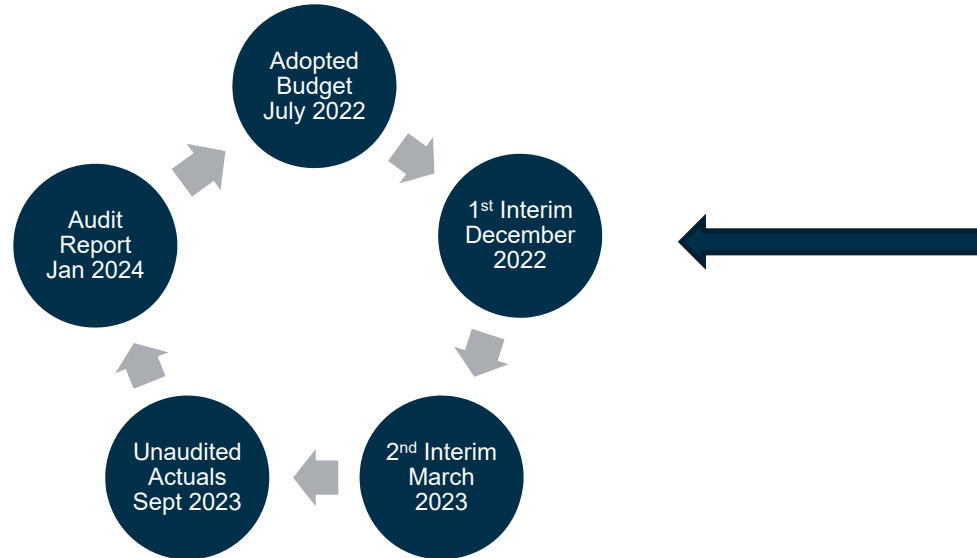 Adopted
Budget
July 2022
1st Interim
December
2022
2nd Interim
March
2023
Unaudited
Actuals
Sept 2023
Audit
Report
Jan 2024